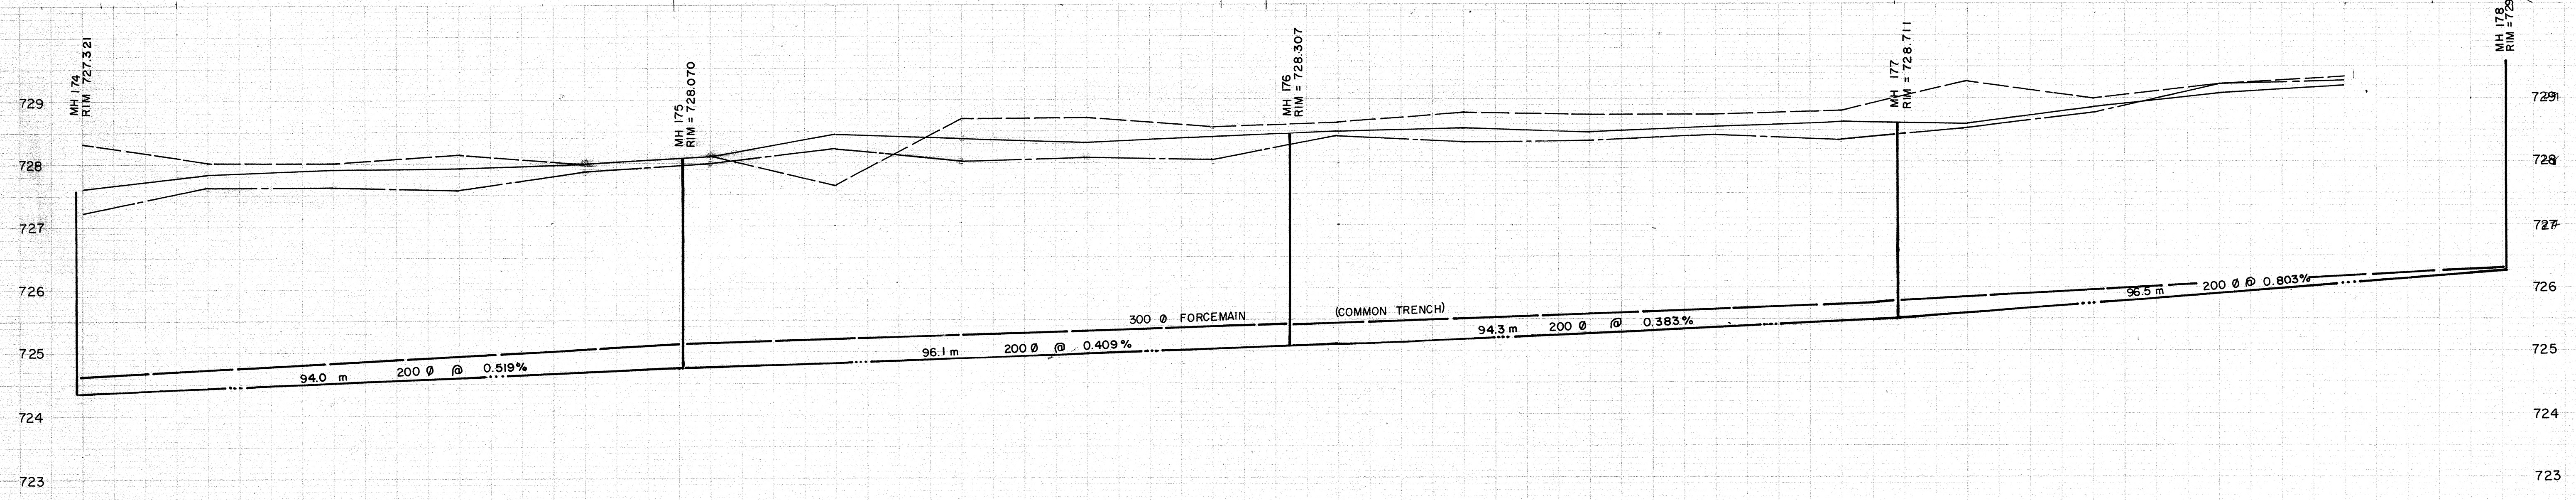 MH 174
RIM 727.321
MH 175
RIM = 728.070
MH 176
RIM = 728.307
MH 177
RIM = 728.711
MH 178
729
728
727
726
725
724
723
94.0 m 200 Ø @ 0.519%
96.1 m 200 Ø @ 0.409%
300 Ø FORCEMAIN (COMMON TRENCH)
94.3 m 200 Ø @ 0.383%
96.5 m 200 Ø @ 0.803%
729
728
727
726
725
724
723